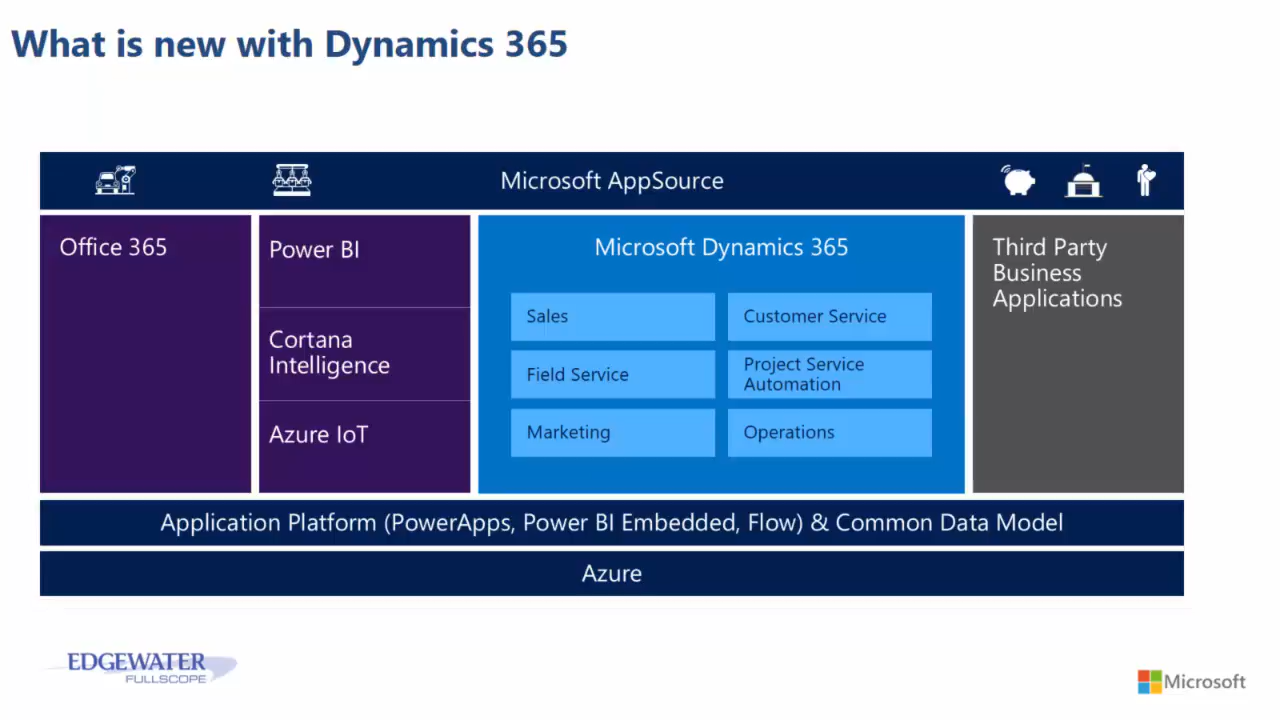 What is new with Dynamics 365
Microsoft AppSource
Office 365
Power BI
Cortana
Intelligence
Azure IoT
Microsoft Dynamics 365
Sales
Customer Service
Field Service
Project Service
Automation
Marketing
Operations
Third Party
Business
Applications
Application Platform (PowerApps, Power BI Embedded, Flow) & Common Data Model
Azure
EDGEWATER
FULLSCOPE
Microsoft